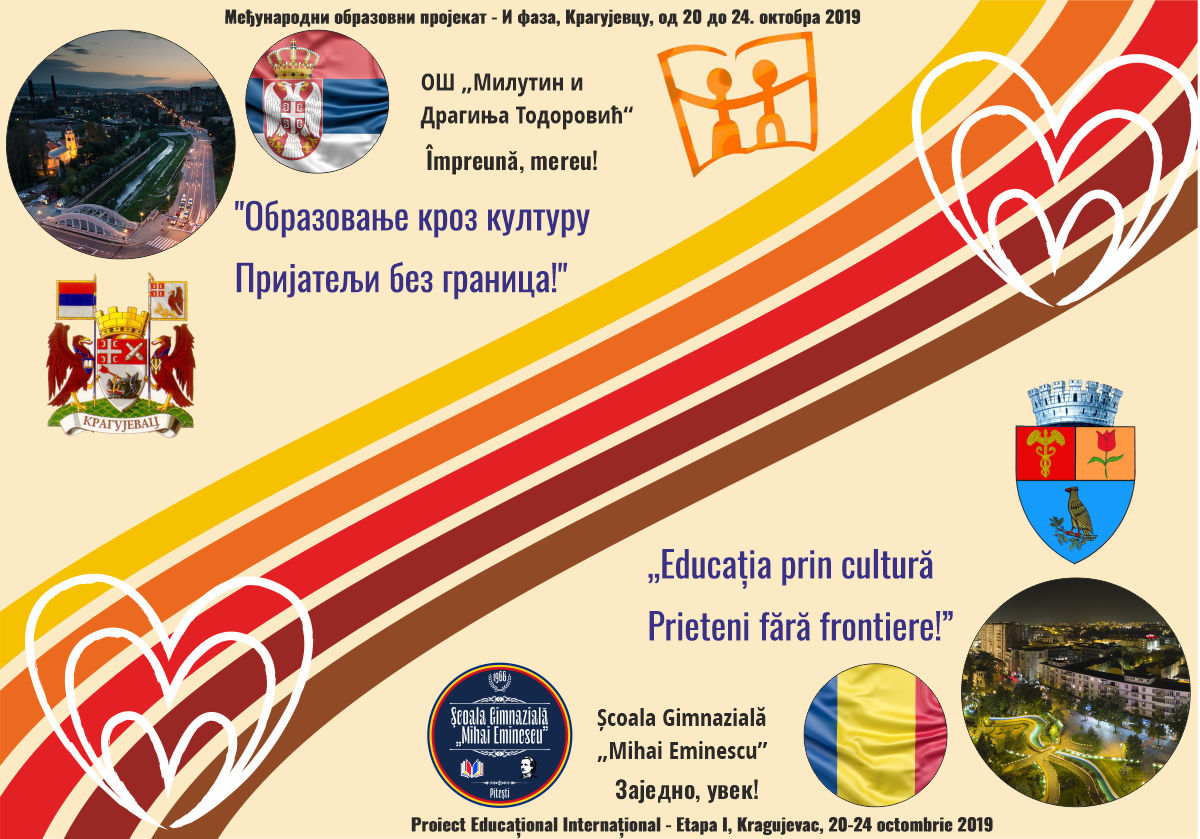 Међународни образовни пројекат - И фаза, Крагујевцу, од 20 до 24. октобра 2019
ОШ „Милутин и
Драгиња Тодоровић“
Împreună, mereu!
"Образовање кроз културу
Пријатељи без граница!"
КРАГУЈЕВАЦ
„Educația prin cultură
Prieteni fără frontiere!”
1966
Școala Gimnazială
„Mihai Eminescu”
Pitești
Școala Gimnazială
„Mihai Eminescu”
Заједно, увек!
Proiect Educațional Internațional - Etapa I, Kragujevac, 20-24 octombrie 2019